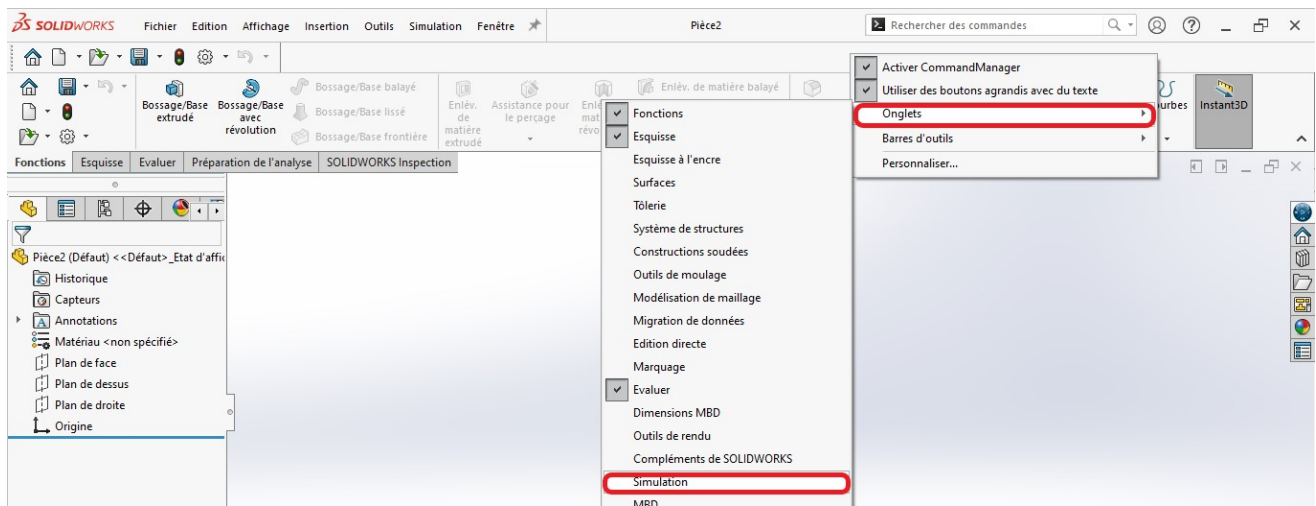 SOLIDWORKS Fichier Edition Affichage Insertion Outils Simulation Fenêtre Pièce2 Rechercher des commandes
Bossage/Base extrudé
Bossage/Base avec révolution
Bossage/Base balayé
Bossage/Base lissé
Bossage/Base frontière
Enlév. de matière extrudé
Assistance pour le perçage
Enlév. de matière balayé
Instant3D
Fonctions Esquisse Evaluer Préparation de l'analyse SOLIDWORKS Inspection
Activer CommandManager
Utiliser des boutons agrandis avec du texte
Onglets
Barres d'outils
Personnaliser...
Fonctions
Esquisse
Esquisse à l'encre
Surfaces
Tôlerie
Système de structures
Constructions soudées
Outils de moulage
Modélisation de maillage
Migration de données
Edition directe
Marquage
Evaluer
Dimensions MBD
Outils de rendu
Compléments de SOLIDWORKS
Simulation
MBD
Pièce2 (Défaut) <<Défaut>_Etat d'affic
Historique
Capteurs
Annotations
Matériau <non spécifié>
Plan de face
Plan de dessus
Plan de droite
Origine